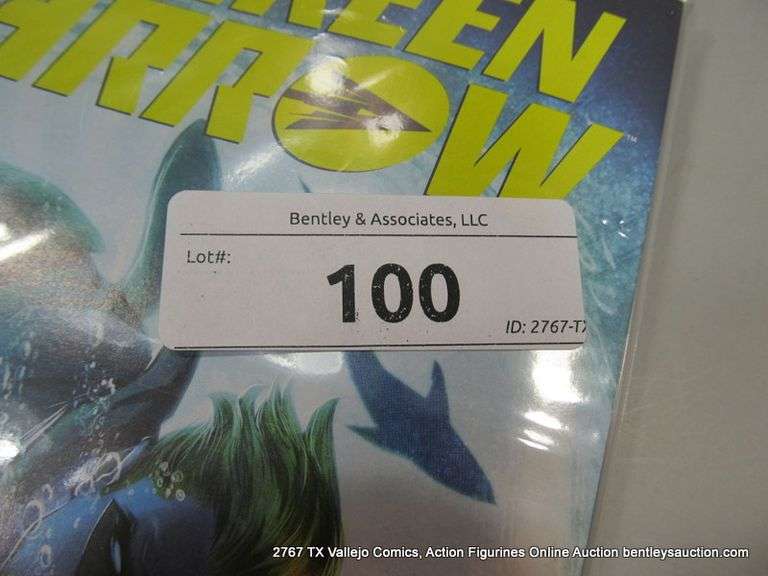 GREEN
ARROW
TM
Bentley & Associates, LLC
Lot#:
100
ID: 2767-TX
2767 TX Vallejo Comics, Action Figurines Online Auction bentleysauction.com